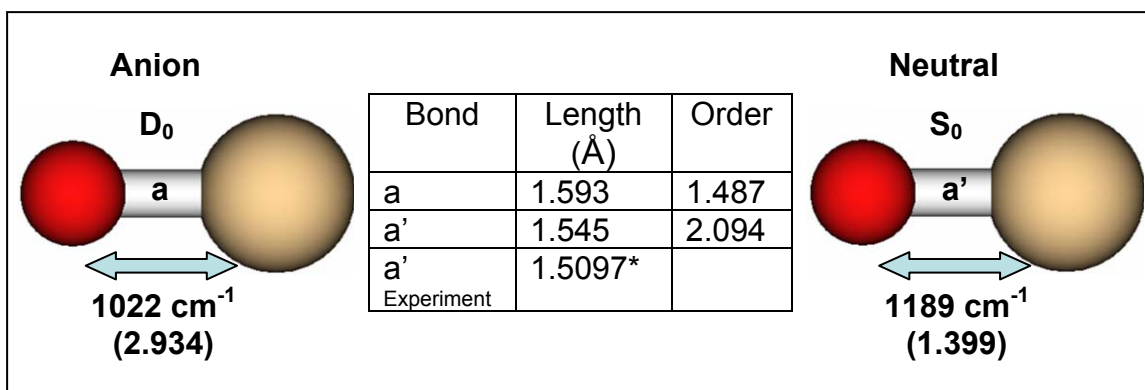 Anion
D₀
a
1022 cm⁻¹
(2.934)
Bond Length (Å) Order
a 1.593 1.487
a’ 1.545 2.094
a’ Experiment 1.5097*
Neutral
S₀
a’
1189 cm⁻¹
(1.399)